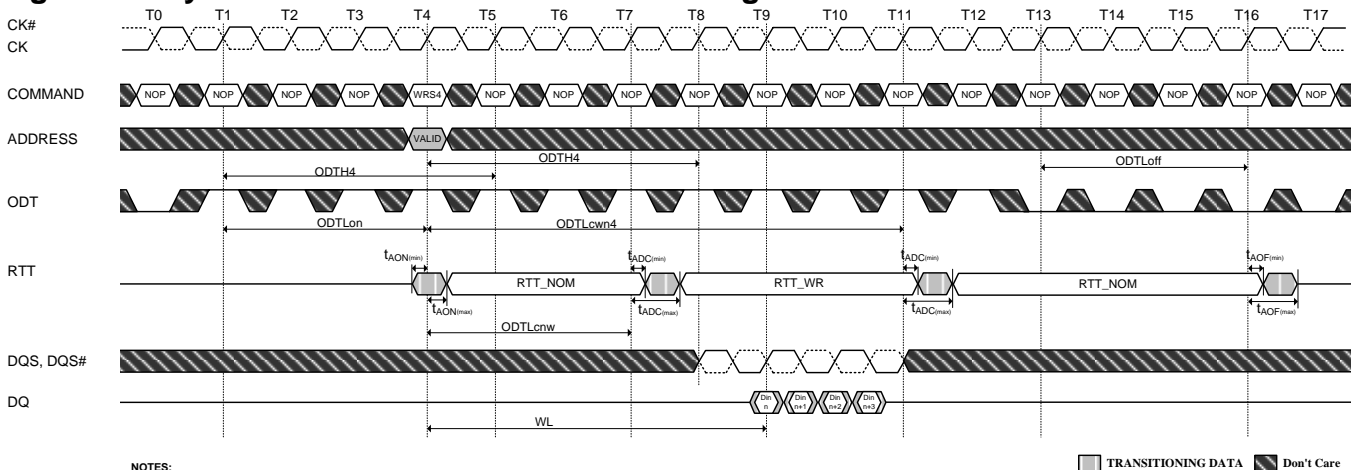 T0 T1 T2 T3 T4 T5 T6 T7 T8 T9 T10 T11 T12 T13 T14 T15 T16 T17
CK#
CK
COMMAND NOP NOP NOP NOP WRS4 NOP NOP NOP NOP NOP NOP NOP NOP NOP NOP NOP NOP NOP
ADDRESS VALID
ODTH4 ODTLoff
ODTH4
ODT
ODTLon ODTLcwn4
tAON(min) tADC(min) tADC(min) tAOF(min)
RTT RTT_NOM RTT_WR RTT_NOM
tAON(max) tADC(max) tADC(max) tAOF(max)
ODTLcnw
DQS, DQS#
DQ Din n Din n+1 Din n+2 Din n+3
WL
NOTES: TRANSITIONING DATA Don't Care